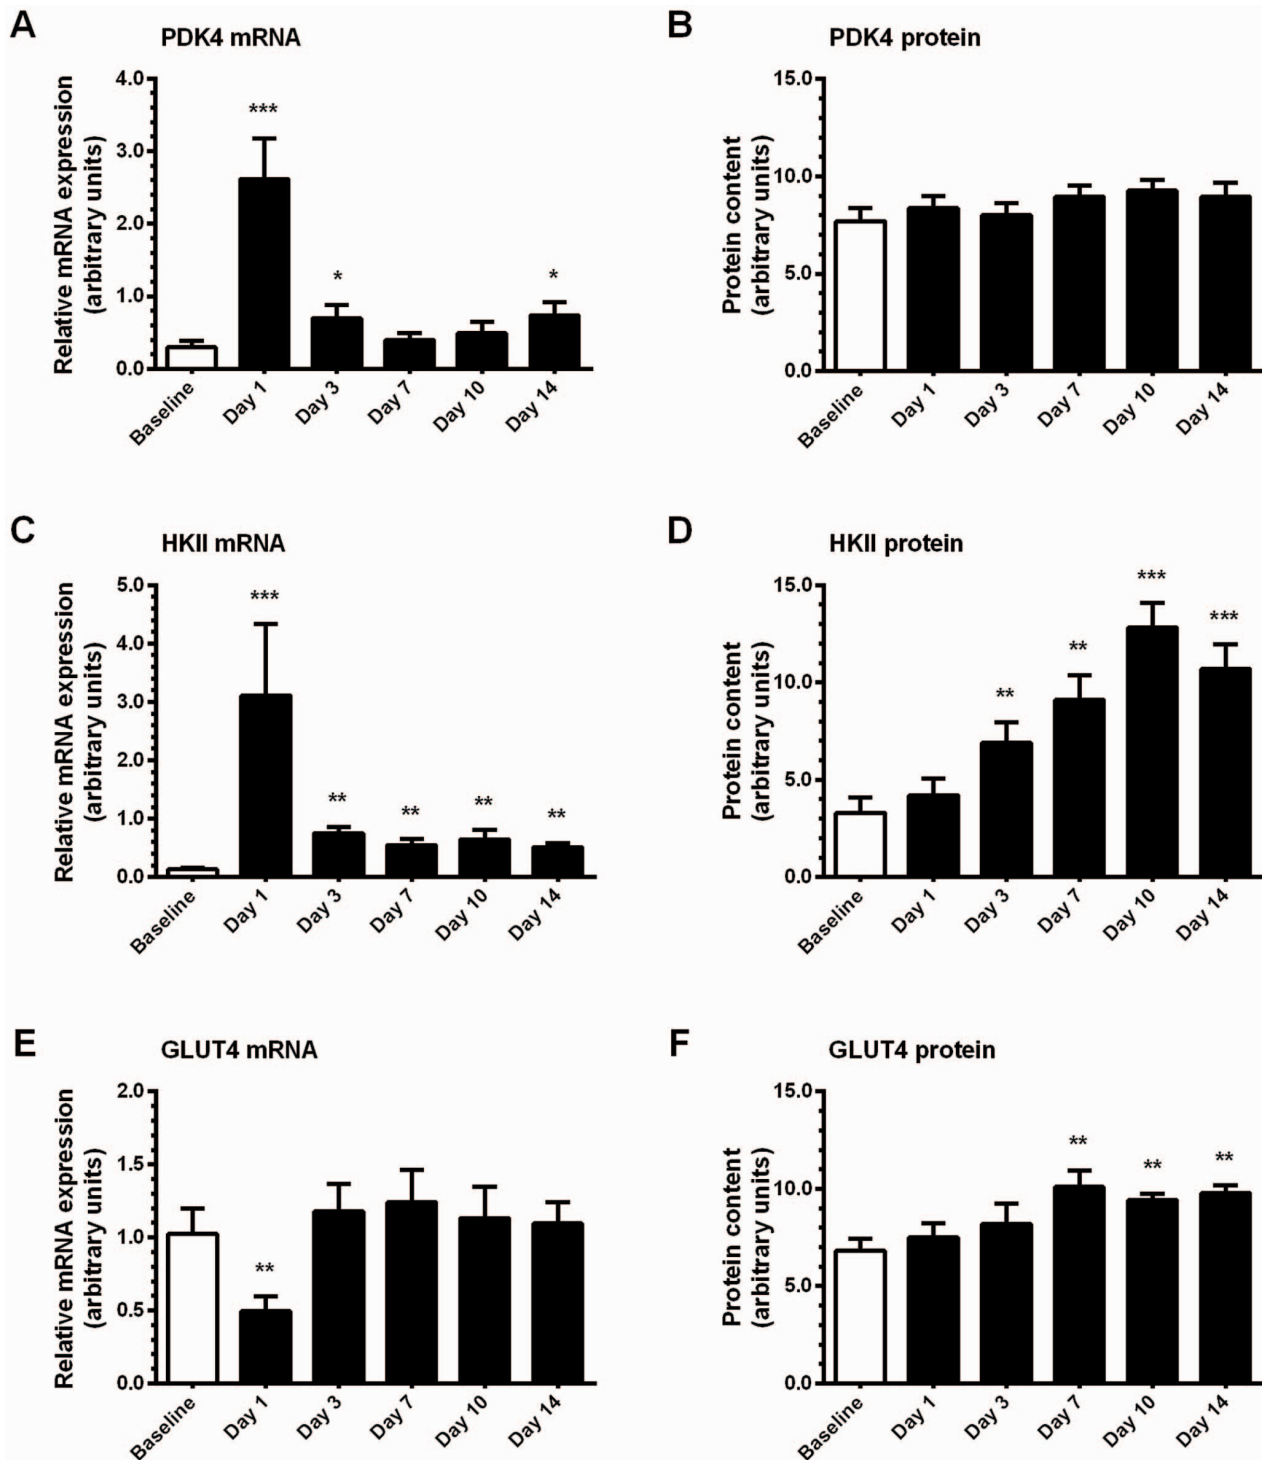 A
PDK4 mRNA
Relative mRNA expression
(arbitrary units)
4.0
3.0
2.0
1.0
0.0
***
*
*
Baseline
Day 1
Day 3
Day 7
Day 10
Day 14
B
PDK4 protein
Protein content
(arbitrary units)
15.0
10.0
5.0
0.0
Baseline
Day 1
Day 3
Day 7
Day 10
Day 14
C
HKII mRNA
Relative mRNA expression
(arbitrary units)
5.0
4.0
3.0
2.0
1.0
0.0
***
**
**
**
**
Baseline
Day 1
Day 3
Day 7
Day 10
Day 14
D
HKII protein
Protein content
(arbitrary units)
15.0
10.0
5.0
0.0
**
**
***
***
Baseline
Day 1
Day 3
Day 7
Day 10
Day 14
E
GLUT4 mRNA
Relative mRNA expression
(arbitrary units)
2.0
1.5
1.0
0.5
0.0
**
Baseline
Day 1
Day 3
Day 7
Day 10
Day 14
F
GLUT4 protein
Protein content
(arbitrary units)
15.0
10.0
5.0
0.0
**
**
**
Baseline
Day 1
Day 3
Day 7
Day 10
Day 14